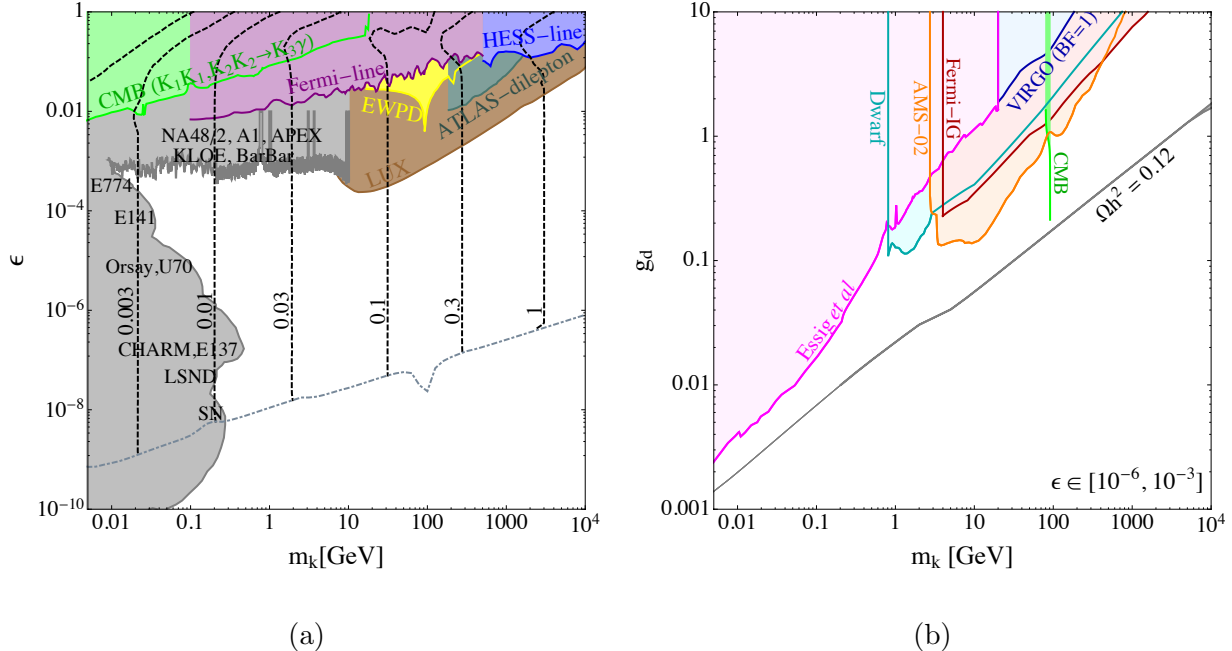 1
0.01
10^{-4}
10^{-6}
10^{-8}
10^{-10}
ϵ
CMB (K₁K₁,K₂K₂→K₃γ)
Fermi-line
HESS-line
EWPD
ATLAS-dilepton
LUX
NA48/2, A1, APEX
KLOE, BarBar
E774
E141
Orsay,U70
CHARM,E137
LSND
SN
0.003
0.01
0.03
0.1
0.3
1
0.01 0.1 1 10 100 1000 10^4
m_k[GeV]
(a)
10
1
0.1
0.01
0.001
g_d
Essig et al
Dwarf
AMS-02
Fermi-IG
VIRGO (BF=1)
CMB
Ωh² = 0.12
ϵ ∈ [10^{-6}, 10^{-3}]
0.01 0.1 1 10 100 1000 10^4
m_k [GeV]
(b)